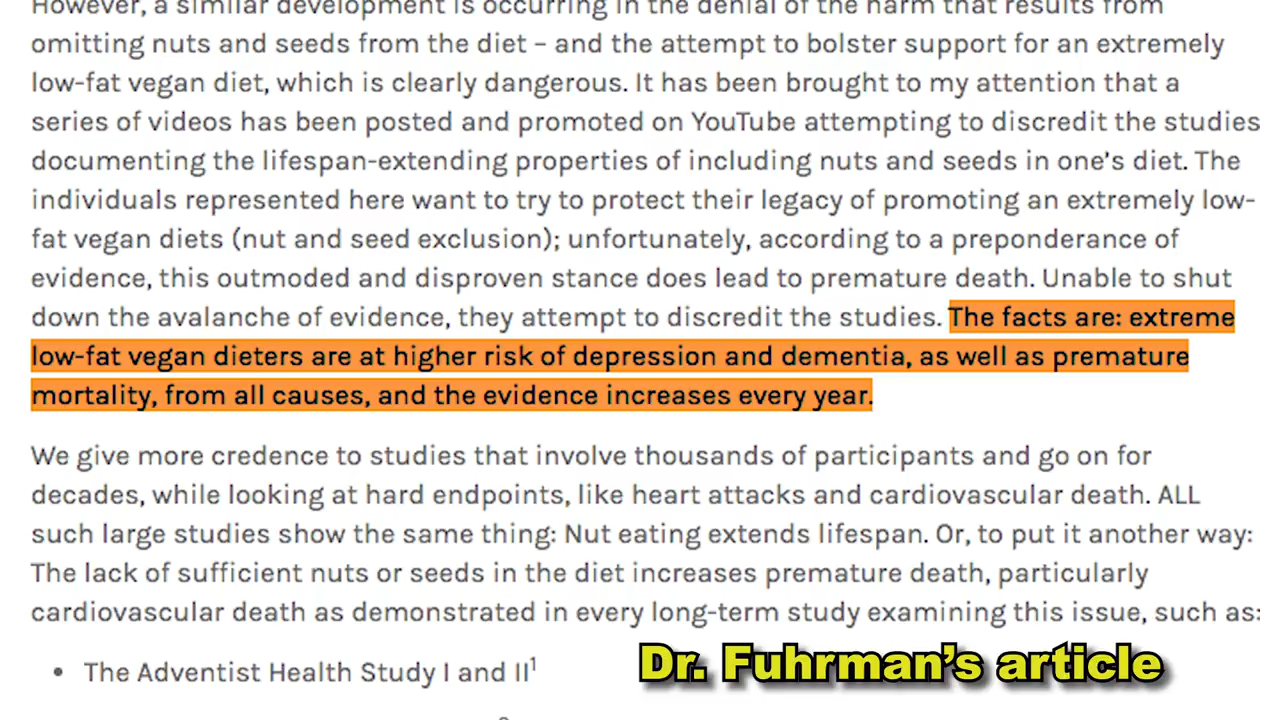 However, a similar development is occurring in the denial of the harm that results from
omitting nuts and seeds from the diet – and the attempt to bolster support for an extremely
low-fat vegan diet, which is clearly dangerous. It has been brought to my attention that a
series of videos has been posted and promoted on YouTube attempting to discredit the studies
documenting the lifespan-extending properties of including nuts and seeds in one’s diet. The
individuals represented here want to try to protect their legacy of promoting an extremely low-
fat vegan diets (nut and seed exclusion); unfortunately, according to a preponderance of
evidence, this outmoded and disproven stance does lead to premature death. Unable to shut
down the avalanche of evidence, they attempt to discredit the studies. The facts are: extreme
low-fat vegan dieters are at higher risk of depression and dementia, as well as premature
mortality, from all causes, and the evidence increases every year.
We give more credence to studies that involve thousands of participants and go on for
decades, while looking at hard endpoints, like heart attacks and cardiovascular death. ALL
such large studies show the same thing: Nut eating extends lifespan. Or, to put it another way:
The lack of sufficient nuts or seeds in the diet increases premature death, particularly
cardiovascular death as demonstrated in every long-term study examining this issue, such as:
• The Adventist Health Study I and II¹
Dr. Fuhrman’s article